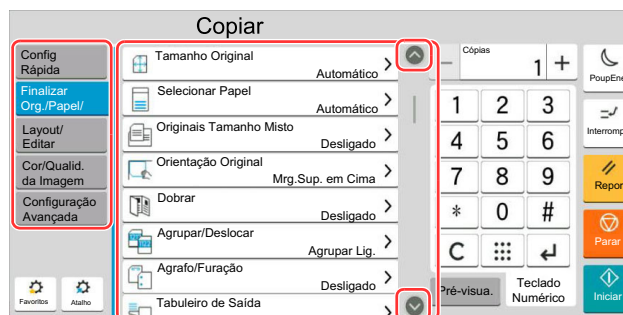 Copiar
Config
Rápida
Finalizar
Org./Papel/
Layout/
Editar
Cor/Qualid.
da Imagem
Configuração
Avançada
Favoritos
Atalho
Tamanho Original
Automático
Selecionar Papel
Automático
Originais Tamanho Misto
Desligado
Orientação Original
Mrg.Sup. em Cima
Dobrar
Desligado
Agrupar/Deslocar
Agrupar Lig.
Agrafo/Furação
Desligado
Tabuleiro de Saída
Cópias
− 1 +
1 2 3
4 5 6
7 8 9
* 0 #
C
Pré-visua.
Teclado
Numérico
PoupEne
Interromp
Repor
Parar
Iniciar